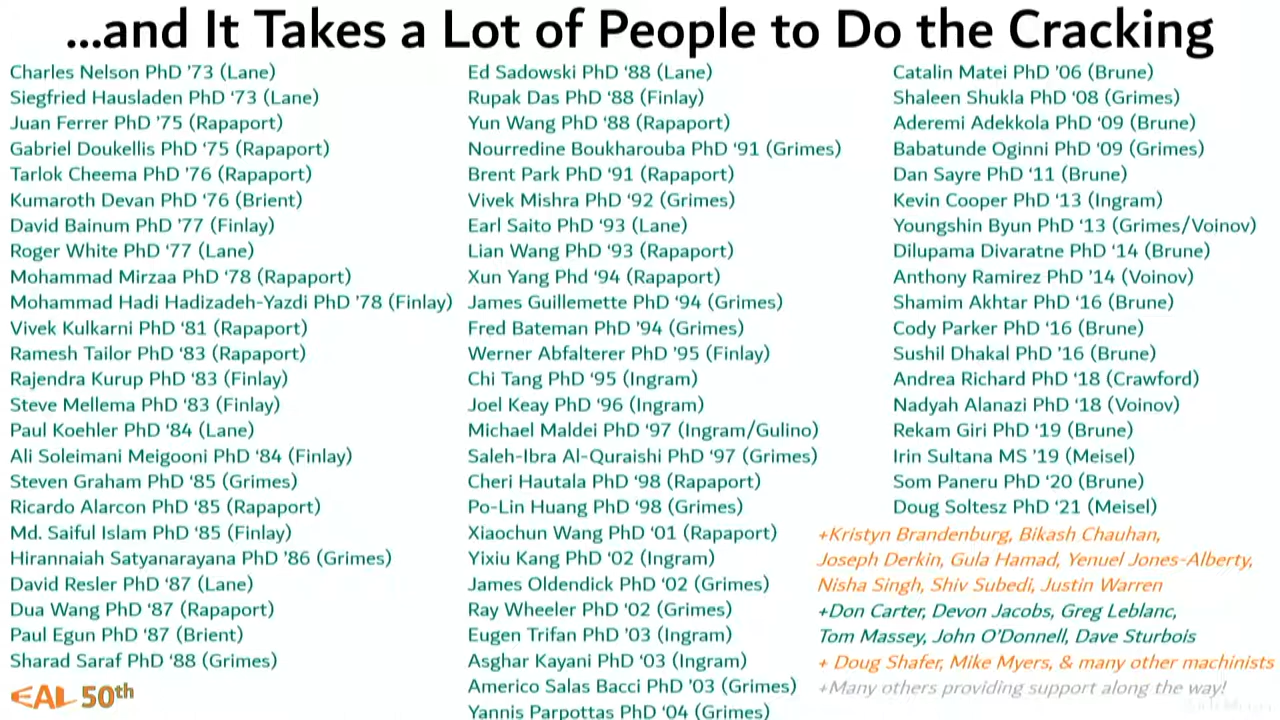 ...and It Takes a Lot of People to Do the Cracking
Charles Nelson PhD '73 (Lane)
Siegfried Hausladen PhD '73 (Lane)
Juan Ferrer PhD '75 (Rapaport)
Gabriel Doukellis PhD '75 (Rapaport)
Tarlok Cheema PhD '76 (Rapaport)
Kumaroth Devan PhD '76 (Brient)
David Bainum PhD '77 (Finlay)
Roger White PhD '77 (Lane)
Mohammad Mirzaa PhD '78 (Rapaport)
Mohammad Hadi Hadizadeh-Yazdi PhD '78 (Finlay)
Vivek Kulkarni PhD ‘81 (Rapaport)
Ramesh Tailor PhD ‘83 (Rapaport)
Rajendra Kurup PhD ‘83 (Finlay)
Steve Mellema PhD ‘83 (Finlay)
Paul Koehler PhD ‘84 (Lane)
Ali Soleimani Meigooni PhD ‘84 (Finlay)
Steven Graham PhD ‘85 (Grimes)
Ricardo Alarcon PhD ‘85 (Rapaport)
Md. Saiful Islam PhD ‘85 (Finlay)
Hirannaiah Satyanarayana PhD ‘86 (Grimes)
David Resler PhD ‘87 (Lane)
Dua Wang PhD ‘87 (Rapaport)
Paul Egun PhD ‘87 (Brient)
Sharad Saraf PhD ‘88 (Grimes)
EAL 50th
Ed Sadowski PhD ‘88 (Lane)
Rupak Das PhD ‘88 (Finlay)
Yun Wang PhD ‘88 (Rapaport)
Nourredine Boukharouba PhD ‘91 (Grimes)
Brent Park PhD ‘91 (Rapaport)
Vivek Mishra PhD ‘92 (Grimes)
Earl Saito PhD ‘93 (Lane)
Lian Wang PhD ‘93 (Rapaport)
Xun Yang Phd ‘94 (Rapaport)
James Guillemette PhD ‘94 (Grimes)
Fred Bateman PhD '94 (Grimes)
Werner Abfalterer PhD '95 (Finlay)
Chi Tang PhD ‘95 (Ingram)
Joel Keay PhD ‘96 (Ingram)
Michael Maldei PhD ‘97 (Ingram/Gulino)
Saleh-Ibra Al-Quraishi PhD ‘97 (Grimes)
Cheri Hautala PhD ‘98 (Rapaport)
Po-Lin Huang PhD ‘98 (Grimes)
Xiaochun Wang PhD ‘01 (Rapaport)
Yixiu Kang PhD ‘02 (Ingram)
James Oldendick PhD ‘02 (Grimes)
Ray Wheeler PhD ‘02 (Grimes)
Eugen Trifan PhD '03 (Ingram)
Asghar Kayani PhD ‘03 (Ingram)
Americo Salas Bacci PhD ‘03 (Grimes)
Yannis Parpottas PhD ‘04 (Grimes)
Catalin Matei PhD '06 (Brune)
Shaleen Shukla PhD ‘08 (Grimes)
Aderemi Adekkola PhD ‘09 (Brune)
Babatunde Oginni PhD ‘09 (Grimes)
Dan Sayre PhD ‘11 (Brune)
Kevin Cooper PhD ‘13 (Ingram)
Youngshin Byun PhD ‘13 (Grimes/Voinov)
Dilupama Divaratne PhD ‘14 (Brune)
Anthony Ramirez PhD ‘14 (Voinov)
Shamim Akhtar PhD ‘16 (Brune)
Cody Parker PhD ‘16 (Brune)
Sushil Dhakal PhD '16 (Brune)
Andrea Richard PhD ‘18 (Crawford)
Nadyah Alanazi PhD ‘18 (Voinov)
Rekam Giri PhD ‘19 (Brune)
Irin Sultana MS ‘19 (Meisel)
Som Paneru PhD ‘20 (Brune)
Doug Soltesz PhD ‘21 (Meisel)
+Kristyn Brandenburg, Bikash Chauhan,
Joseph Derkin, Gula Hamad, Yenuel Jones-Alberty,
Nisha Singh, Shiv Subedi, Justin Warren
+Don Carter, Devon Jacobs, Greg Leblanc,
Tom Massey, John O'Donnell, Dave Sturbois
+ Doug Shafer, Mike Myers, & many other machinists
+Many others providing support along the way!